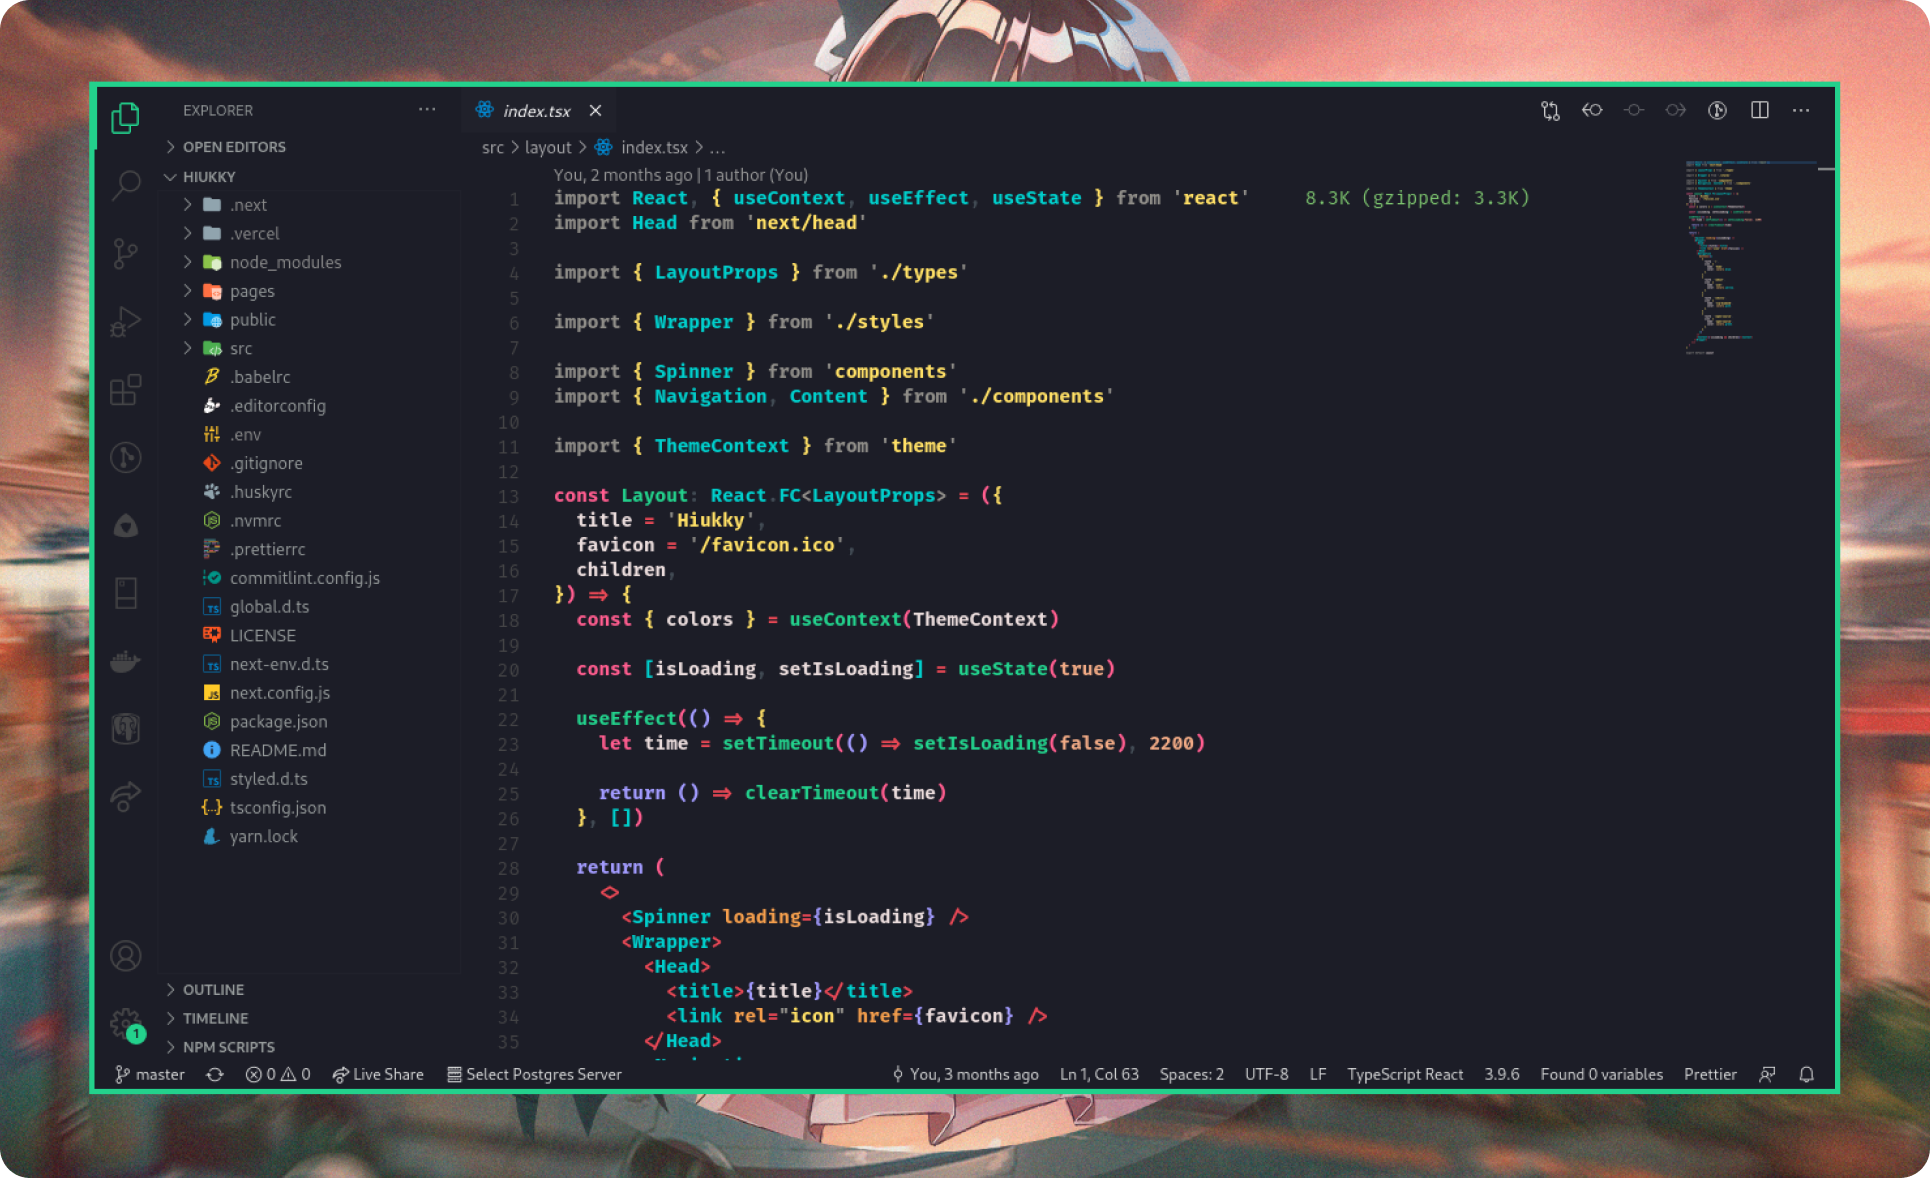 EXPLORER
OPEN EDITORS
HIUKKY
.next
.vercel
node_modules
pages
public
src
.babelrc
.editorconfig
.env
.gitignore
.huskyrc
.nvmrc
.prettierrc
commitlint.config.js
global.d.ts
LICENSE
next-env.d.ts
next.config.js
package.json
README.md
styled.d.ts
tsconfig.json
yarn.lock
OUTLINE
TIMELINE
NPM SCRIPTS
1
index.tsx
src > layout > index.tsx > ...
You, 2 months ago | 1 author (You)
1 import React, { useContext, useEffect, useState } from 'react' 8.3K (gzipped: 3.3K)
2 import Head from 'next/head'
3
4 import { LayoutProps } from './types'
5
6 import { Wrapper } from './styles'
7
8 import { Spinner } from 'components'
9 import { Navigation, Content } from './components'
10
11 import { ThemeContext } from 'theme'
12
13 const Layout: React.FC<LayoutProps> = ({
14 title = 'Hiukky',
15 favicon = '/favicon.ico',
16 children,
17 }) => {
18 const { colors } = useContext(ThemeContext)
19
20 const [isLoading, setIsLoading] = useState(true)
21
22 useEffect(() => {
23 let time = setTimeout(() => setIsLoading(false), 2200)
24
25 return () => clearTimeout(time)
26 }, [])
27
28 return (
29 <>
30 <Spinner loading={isLoading} />
31 <Wrapper>
32 <Head>
33 <title>{title}</title>
34 <link rel="icon" href={favicon} />
35 </Head>
master 0 0 Live Share Select Postgres Server You, 3 months ago Ln 1, Col 63 Spaces: 2 UTF-8 LF TypeScript React 3.9.6 Found 0 variables Prettier